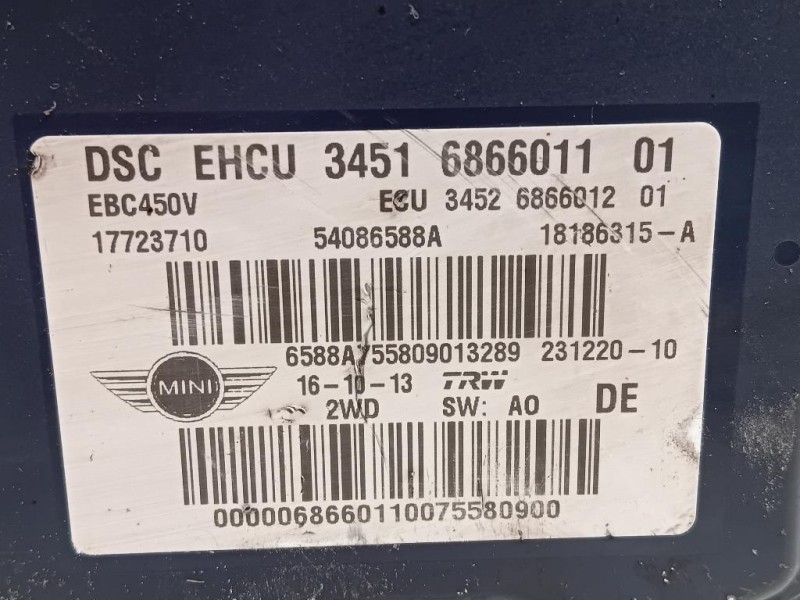 DSC EHCU 3451 6866011 01
EBC450V ECU 3452 6866012 01
17723710 54086588A 18186315-A
6588A755809013289 231220-10
MINI 16-10-13 TRW
2WD SW: A0 DE
0000068660110075580900